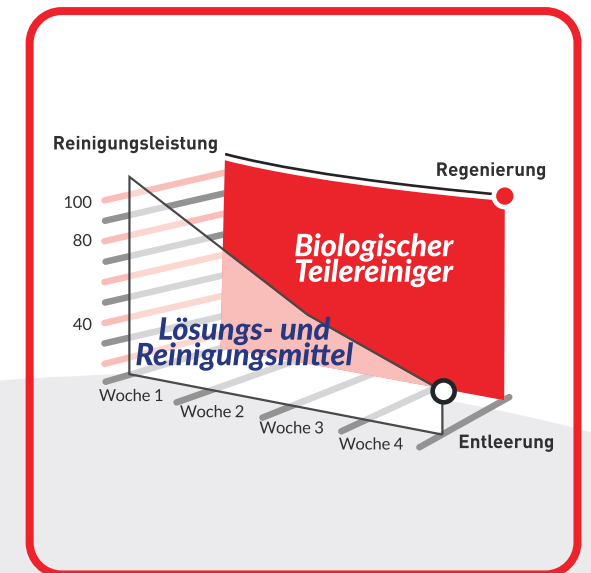 Reinigungsleistung
Regenierung
100
80
40
Biologischer
Teilereiniger
Lösungs- und
Reinigungsmittel
Woche 1
Woche 2
Woche 3
Woche 4
Entleerung